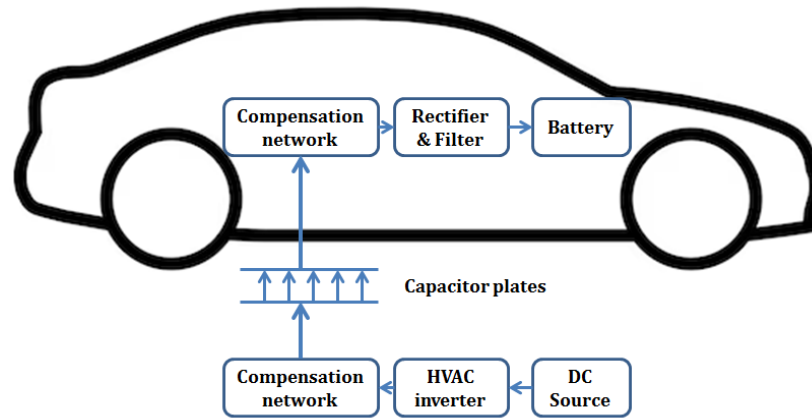 Compensation
network
Rectifier
& Filter
Battery
Capacitor plates
Compensation
network
HVAC
inverter
DC
Source